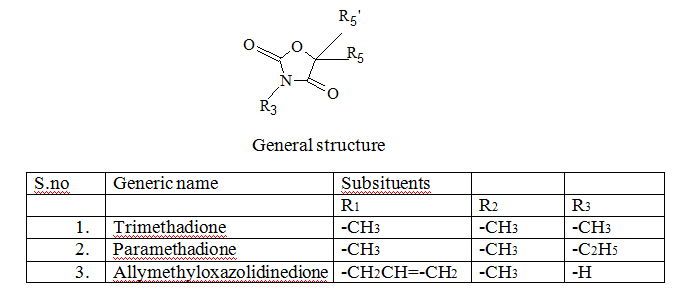 R5'
O
O
R5
N
O
R3
General structure
S.no Generic name Subsituents
R1 R2 R3
1. Trimethadione -CH3 -CH3 -CH3
2. Paramethadione -CH3 -CH3 -C2H5
3. Allymethyloxazolidinedione -CH2CH=-CH2 -CH3 -H